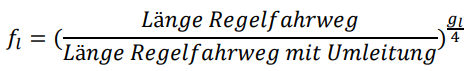 f_l = (Länge Regelfahrweg / Länge Regelfahrweg mit Umleitung)^(g_l / 4)